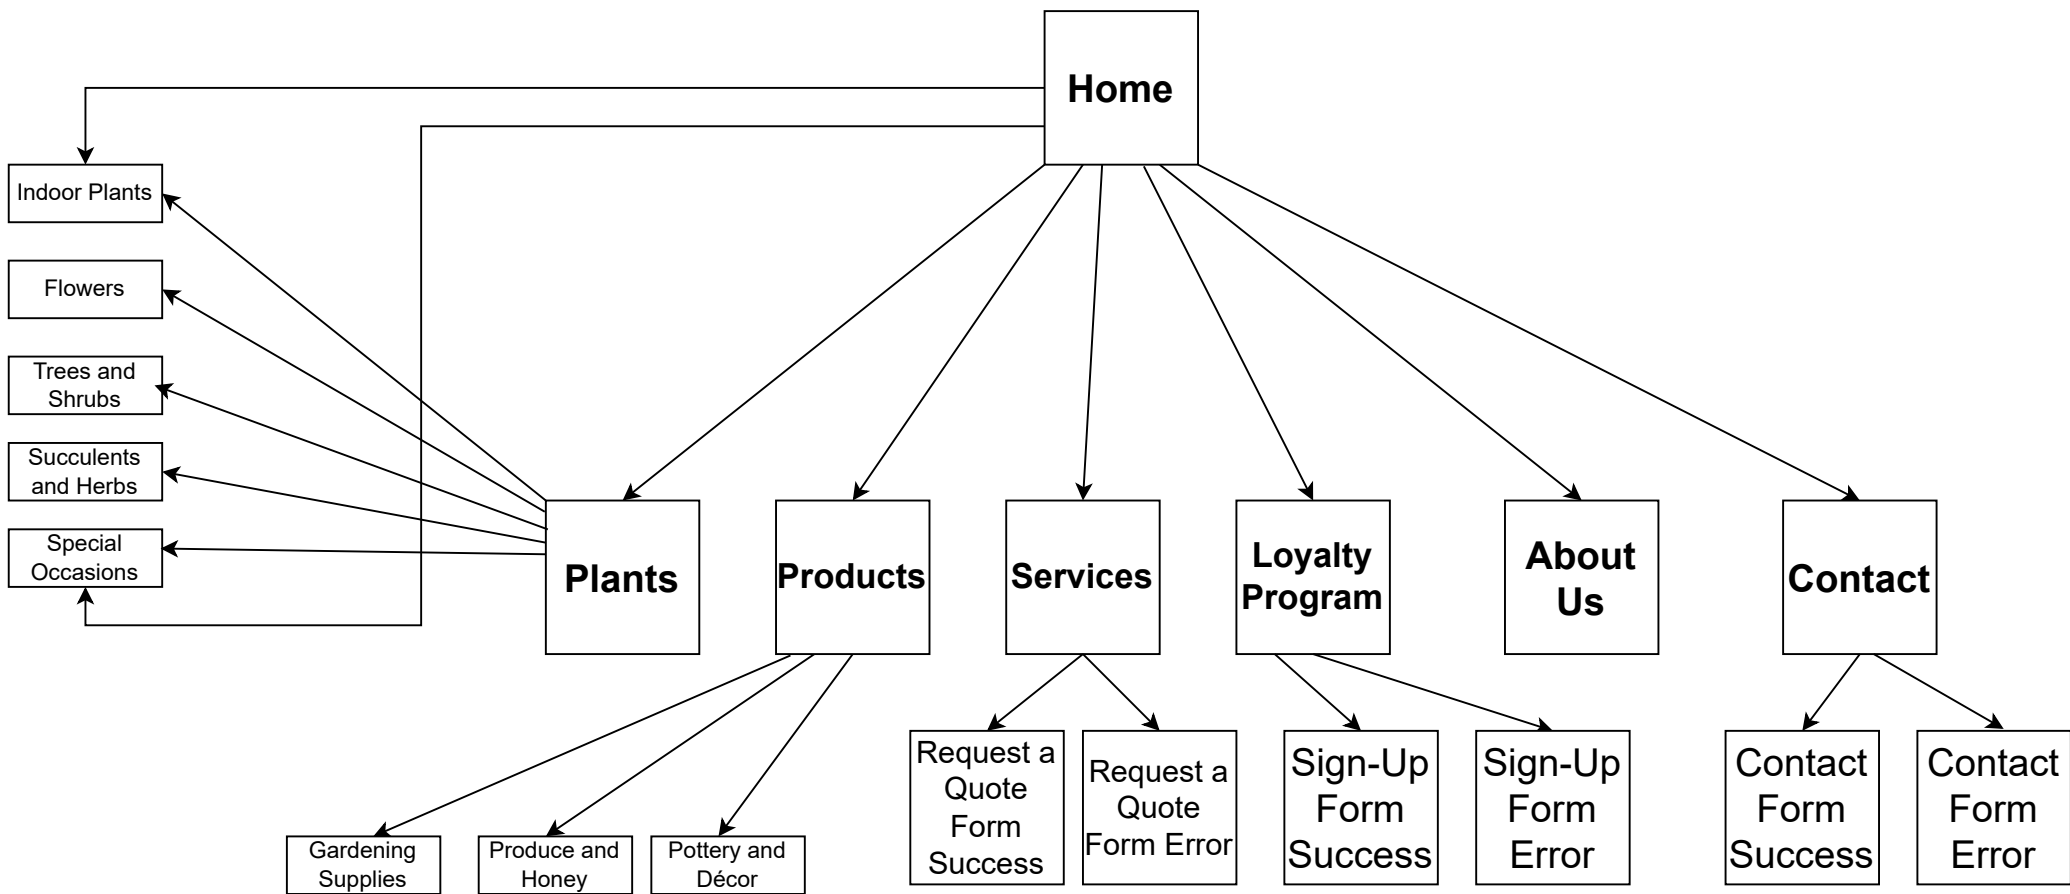 Home
Indoor Plants
Flowers
Trees and
Shrubs
Succulents
and Herbs
Special
Occasions
Plants
Products
Services
Loyalty
Program
About
Us
Contact
Gardening
Supplies
Produce and
Honey
Pottery and
Décor
Request a
Quote
Form
Success
Request a
Quote
Form Error
Sign-Up
Form
Success
Sign-Up
Form
Error
Contact
Form
Success
Contact
Form
Error